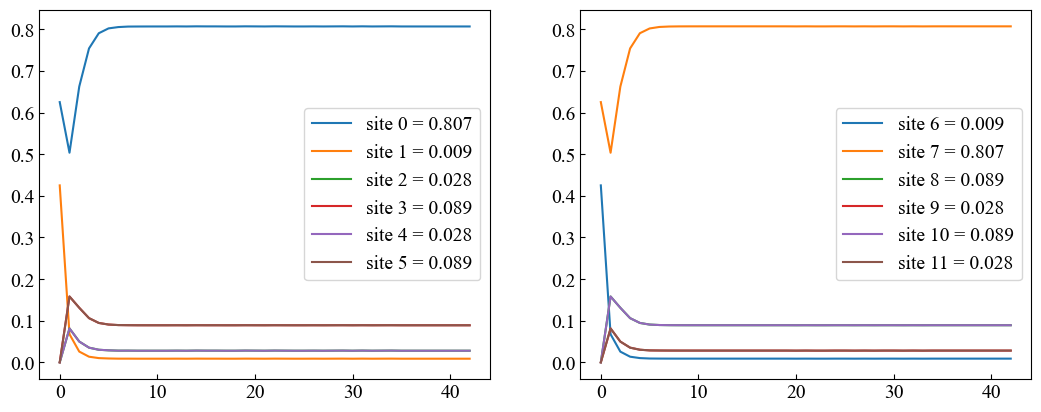 0.8
0.7
0.6
0.5
0.4
0.3
0.2
0.1
0.0
0 10 20 30 40
site 0 = 0.807
site 1 = 0.009
site 2 = 0.028
site 3 = 0.089
site 4 = 0.028
site 5 = 0.089
0.8
0.7
0.6
0.5
0.4
0.3
0.2
0.1
0.0
0 10 20 30 40
site 6 = 0.009
site 7 = 0.807
site 8 = 0.089
site 9 = 0.028
site 10 = 0.089
site 11 = 0.028